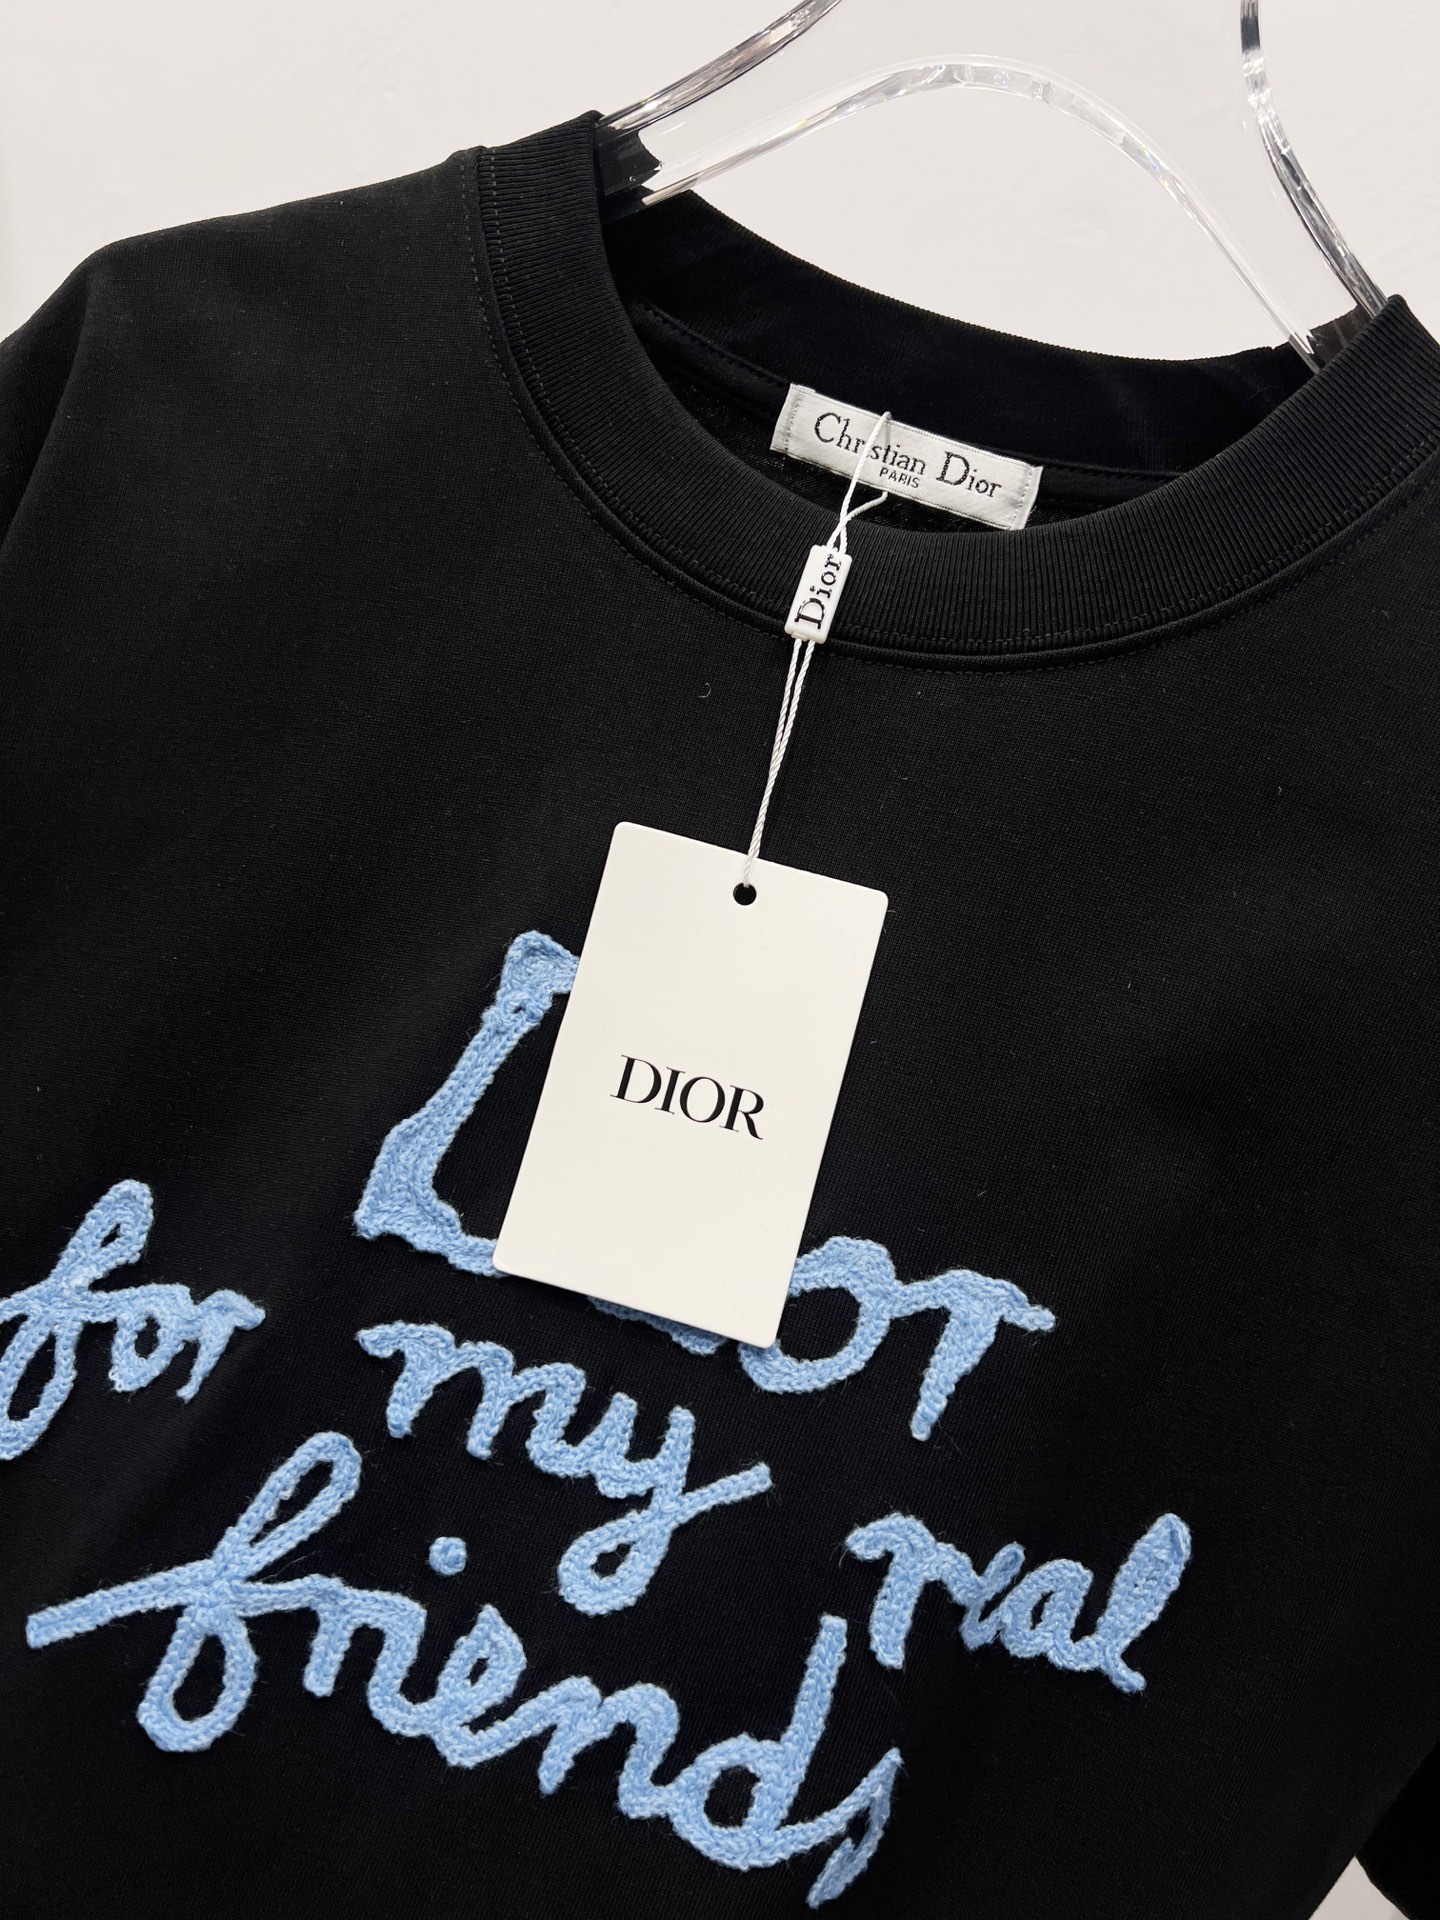 Christian Dior
PARIS
Dior
DIOR
for my real
friends